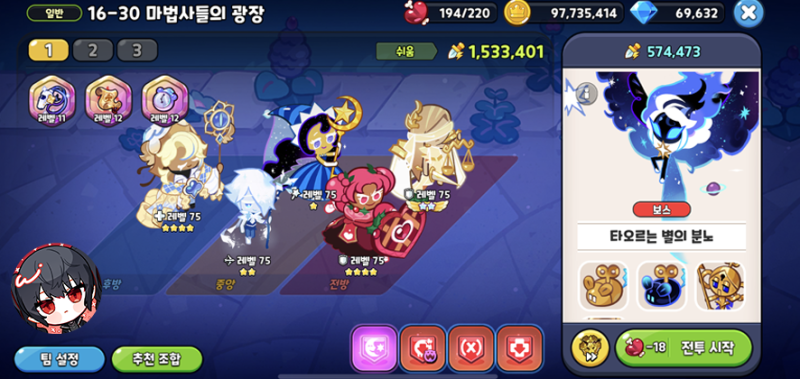 일반 16-30 마법사들의 광장
194/220
97,735,414
69,632
1 2 3
쉬움 1,533,401
574,473
레벨 11 레벨 12 레벨 12
레벨 75
레벨 75
레벨 75
레벨 75
레벨 75
후방 중앙 전방
보스
타오르는 별의 분노
팀 설정 추천 조합
-18 전투 시작